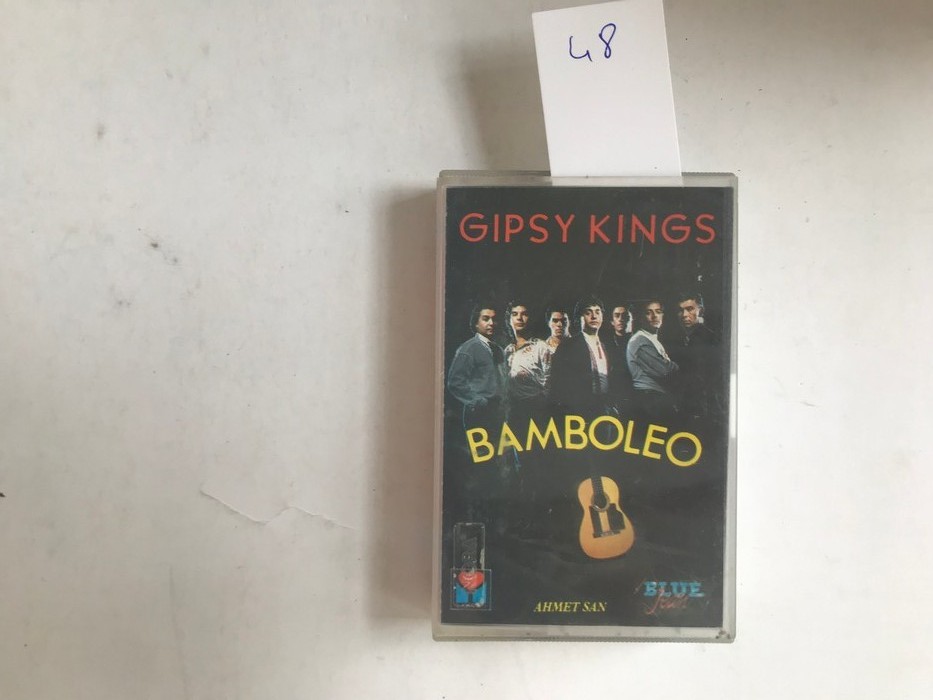 48
GIPSY KINGS
BAMBOLEO
BLUE
AHMET SAN